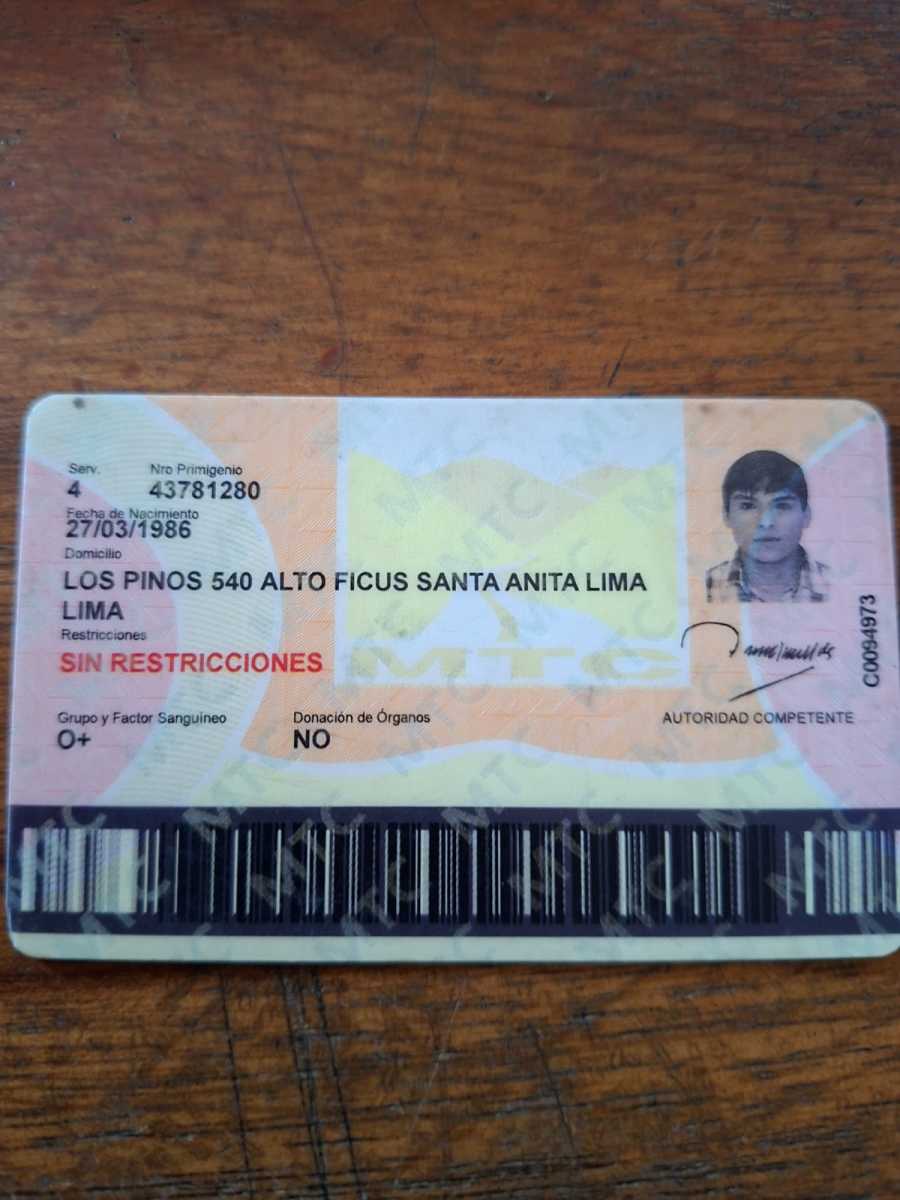 Serv. Nro Primigenio
4 43781280
Fecha de Nacimiento
27/03/1986
Domicilio
LOS PINOS 540 ALTO FICUS SANTA ANITA LIMA
LIMA
Restricciones
SIN RESTRICCIONES
Grupo y Factor Sanguíneo Donación de Órganos
O+ NO
MTC
AUTORIDAD COMPETENTE
C0094973